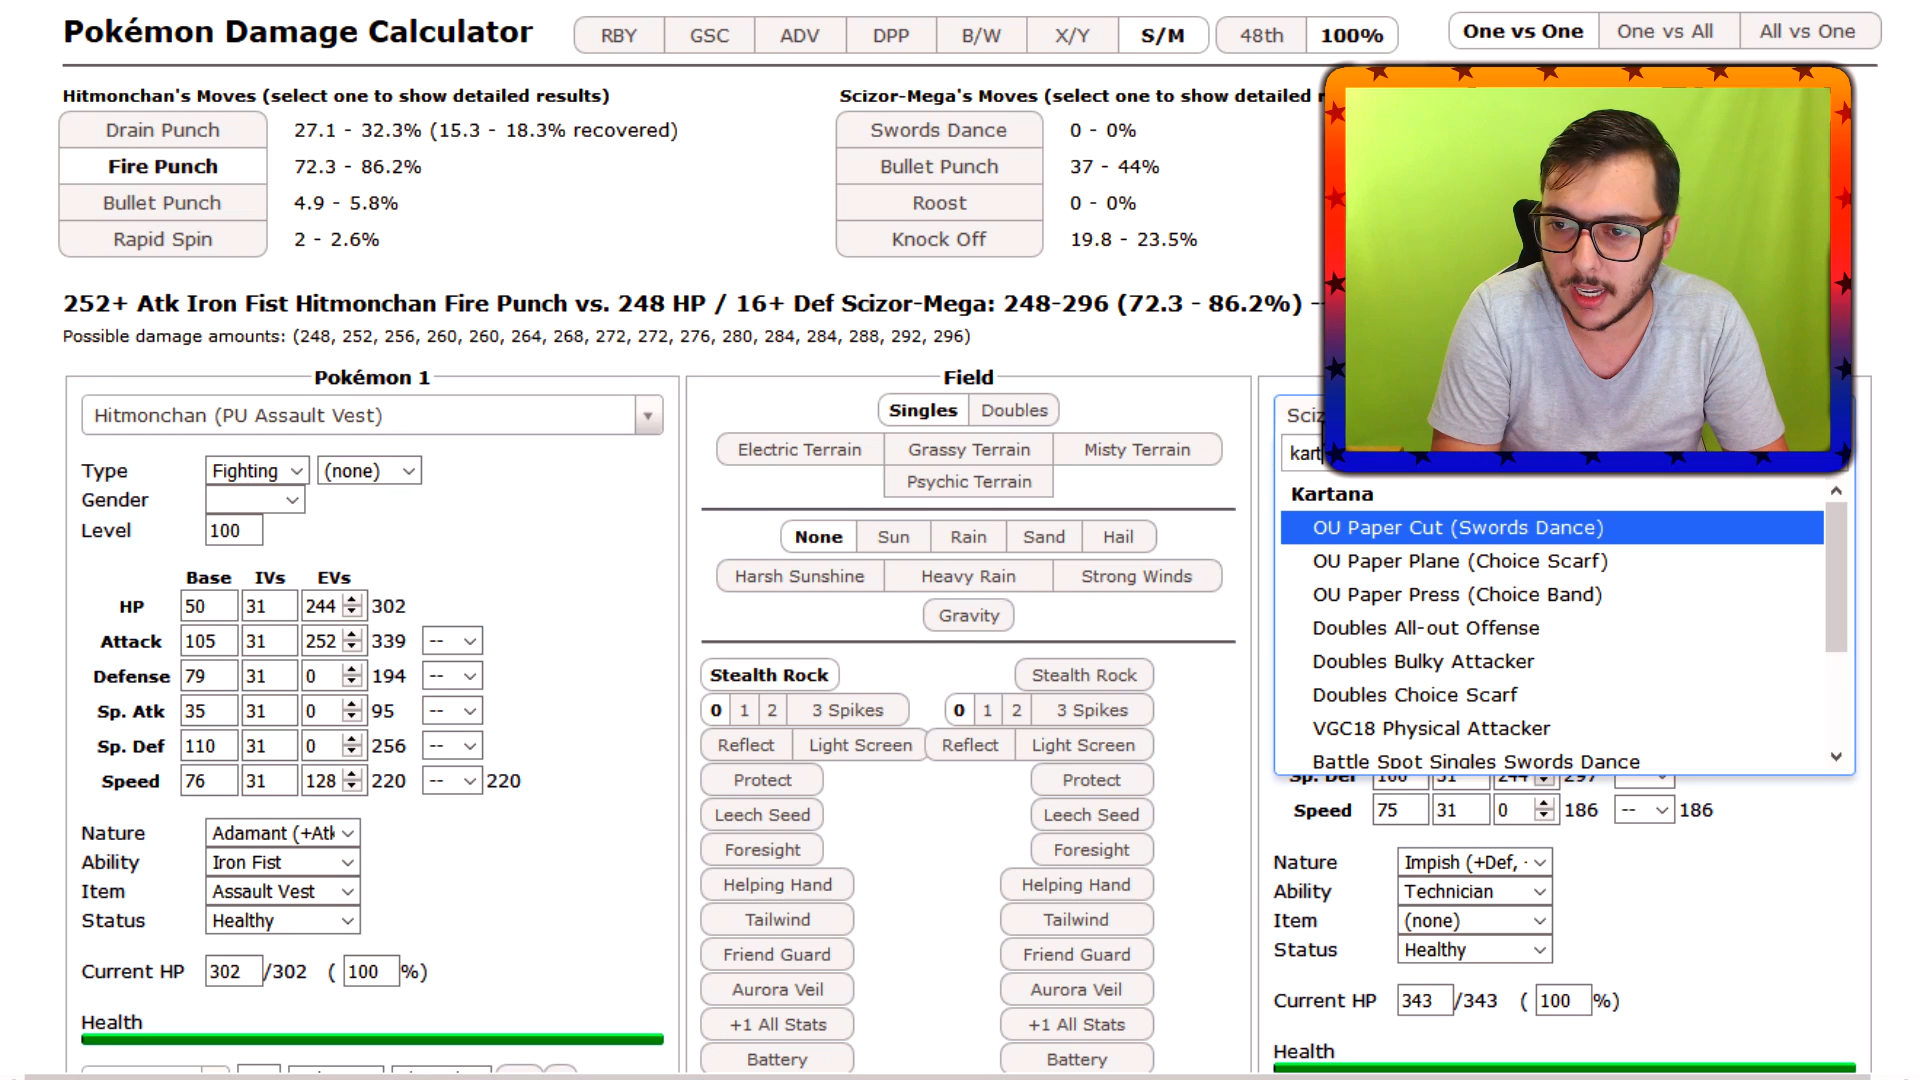 Pokémon Damage Calculator
RBY GSC ADV DPP B/W X/Y S/M 48th 100%
One vs One One vs All All vs One
Hitmonchan's Moves (select one to show detailed results)
Drain Punch 27.1 - 32.3% (15.3 - 18.3% recovered)
Fire Punch 72.3 - 86.2%
Bullet Punch 4.9 - 5.8%
Rapid Spin 2 - 2.6%
Scizor-Mega's Moves (select one to show detailed
Swords Dance 0 - 0%
Bullet Punch 37 - 44%
Roost 0 - 0%
Knock Off 19.8 - 23.5%
252+ Atk Iron Fist Hitmonchan Fire Punch vs. 248 HP / 16+ Def Scizor-Mega: 248-296 (72.3 - 86.2%) --
Possible damage amounts: (248, 252, 256, 260, 260, 264, 268, 272, 272, 276, 280, 284, 284, 288, 292, 296)
Pokémon 1
Hitmonchan (PU Assault Vest)
Type Fighting (none)
Gender
Level 100
Base IVs EVs
HP 50 31 244 302
Attack 105 31 252 339 --
Defense 79 31 0 194 --
Sp. Atk 35 31 0 95 --
Sp. Def 110 31 0 256 --
Speed 76 31 128 220 -- 220
Nature Adamant (+Atk
Ability Iron Fist
Item Assault Vest
Status Healthy
Current HP 302 /302 ( 100 %)
Health
Field
Singles Doubles
Electric Terrain Grassy Terrain Misty Terrain
Psychic Terrain
None Sun Rain Sand Hail
Harsh Sunshine Heavy Rain Strong Winds
Gravity
Stealth Rock Stealth Rock
0 1 2 3 Spikes 0 1 2 3 Spikes
Reflect Light Screen Reflect Light Screen
Protect Protect
Leech Seed Leech Seed
Foresight Foresight
Helping Hand Helping Hand
Tailwind Tailwind
Friend Guard Friend Guard
Aurora Veil Aurora Veil
+1 All Stats +1 All Stats
Battery Battery
Sciz
kart
Kartana
OU Paper Cut (Swords Dance)
OU Paper Plane (Choice Scarf)
OU Paper Press (Choice Band)
Doubles All-out Offense
Doubles Bulky Attacker
Doubles Choice Scarf
VGC18 Physical Attacker
Battle Spot Singles Swords Dance
Sp. Def 100 31 244 297
Speed 75 31 0 186 -- 186
Nature Impish (+Def, -
Ability Technician
Item (none)
Status Healthy
Current HP 343 /343 ( 100 %)
Health